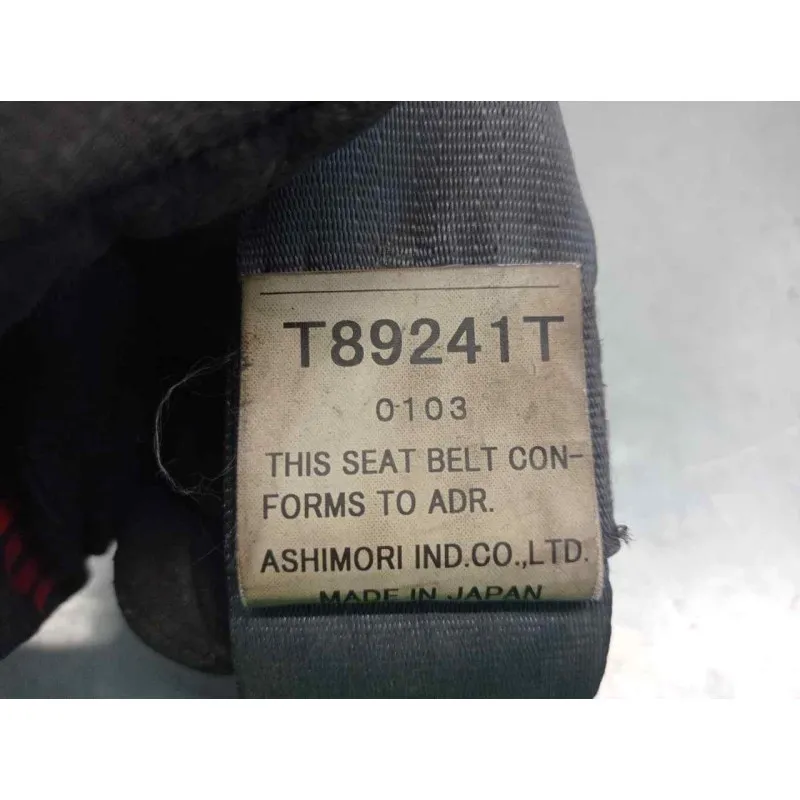 T89241T
0103
THIS SEAT BELT CON-
FORMS TO ADR.
ASHIMORI IND.CO.,LTD.
MADE IN JAPAN